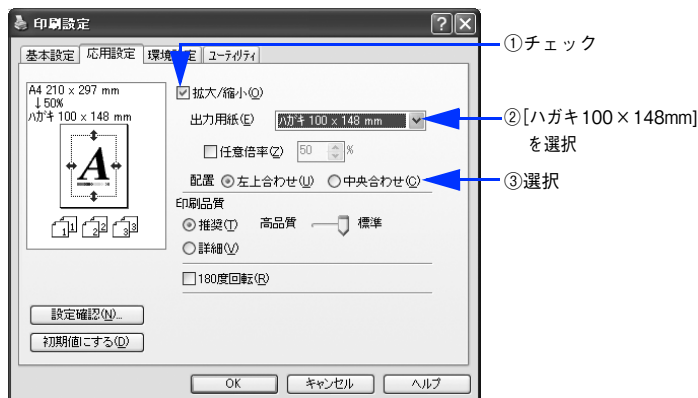 印刷設定
基本設定 応用設定 環境設定 ユーティリティ
①チェック
A4 210 x 297 mm
↓50%
ハガキ 100 x 148 mm
A
1 1 2 2 3 3
拡大/縮小(O)
出力用紙(E) ハガキ 100 x 148 mm
②[ハガキ100×148mm]
を選択
任意倍率(Z) 50 %
配置 左上合わせ(U) 中央合わせ(C)
③選択
印刷品質
推奨(T) 高品質 標準
詳細(V)
180度回転(R)
設定確認(N)...
初期値にする(D)
OK キャンセル ヘルプ